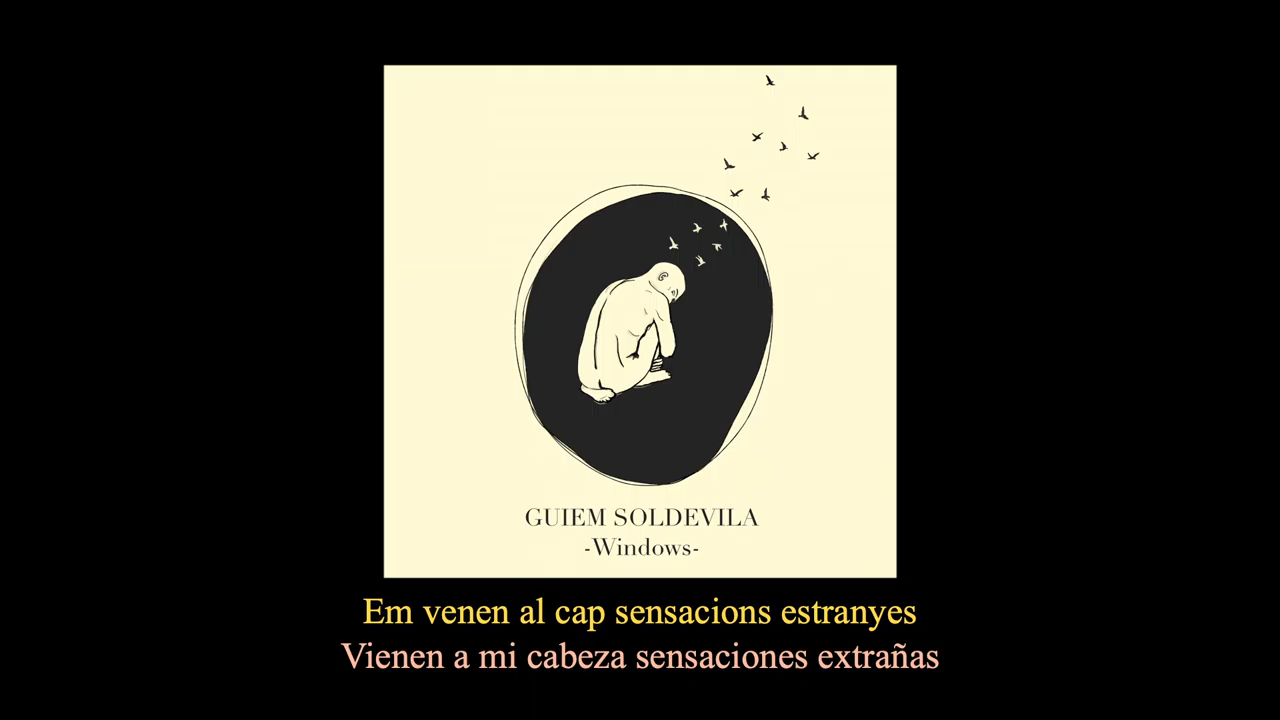 GUIEM SOLDEVILA
-Windows-
Em venen al cap sensacions estranyes
Vienen a mi cabeza sensaciones extrañas